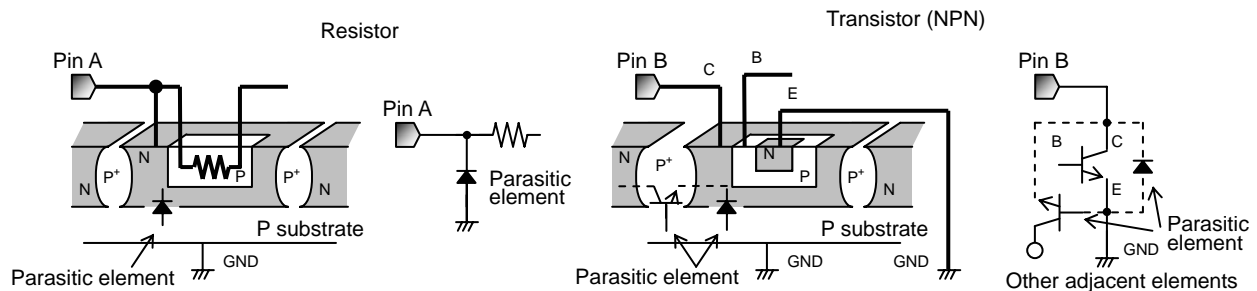 Resistor
Transistor (NPN)
Pin A
Pin B
C
B
E
Pin B
Pin A
N
N
P+
P
P+
N
Parasitic
element
N
P+
N
P
P+
N
B
C
E
Parasitic
element
GND
P substrate
GND
Parasitic element
P substrate
GND
GND
Parasitic element
Other adjacent elements